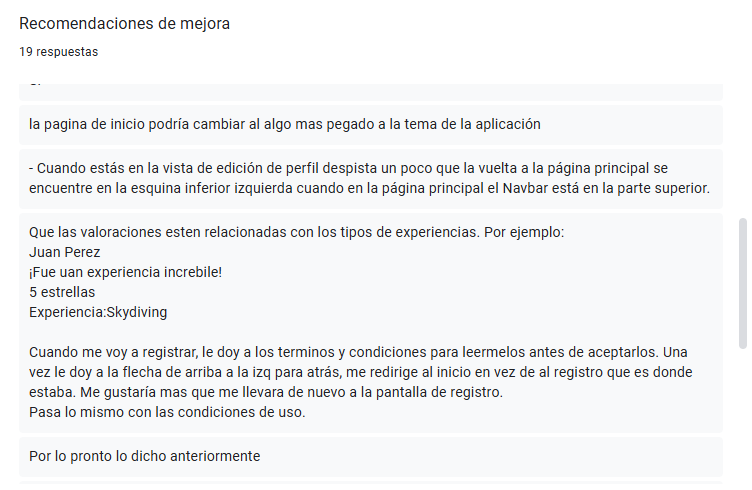 Recomendaciones de mejora
19 respuestas
la pagina de inicio podría cambiar al algo mas pegado a la tema de la aplicación
- Cuando estás en la vista de edición de perfil despista un poco que la vuelta a la página principal se
encuentre en la esquina inferior izquierda cuando en la página principal el Navbar está en la parte superior.
Que las valoraciones esten relacionadas con los tipos de experiencias. Por ejemplo:
Juan Perez
¡Fue uan experiencia increbile!
5 estrellas
Experiencia:Skydiving
Cuando me voy a registrar, le doy a los terminos y condiciones para leermelos antes de aceptarlos. Una
vez le doy a la flecha de arriba a la izq para atrás, me redirige al inicio en vez de al registro que es donde
estaba. Me gustaría mas que me llevara de nuevo a la pantalla de registro.
Pasa lo mismo con las condiciones de uso.
Por lo pronto lo dicho anteriormente